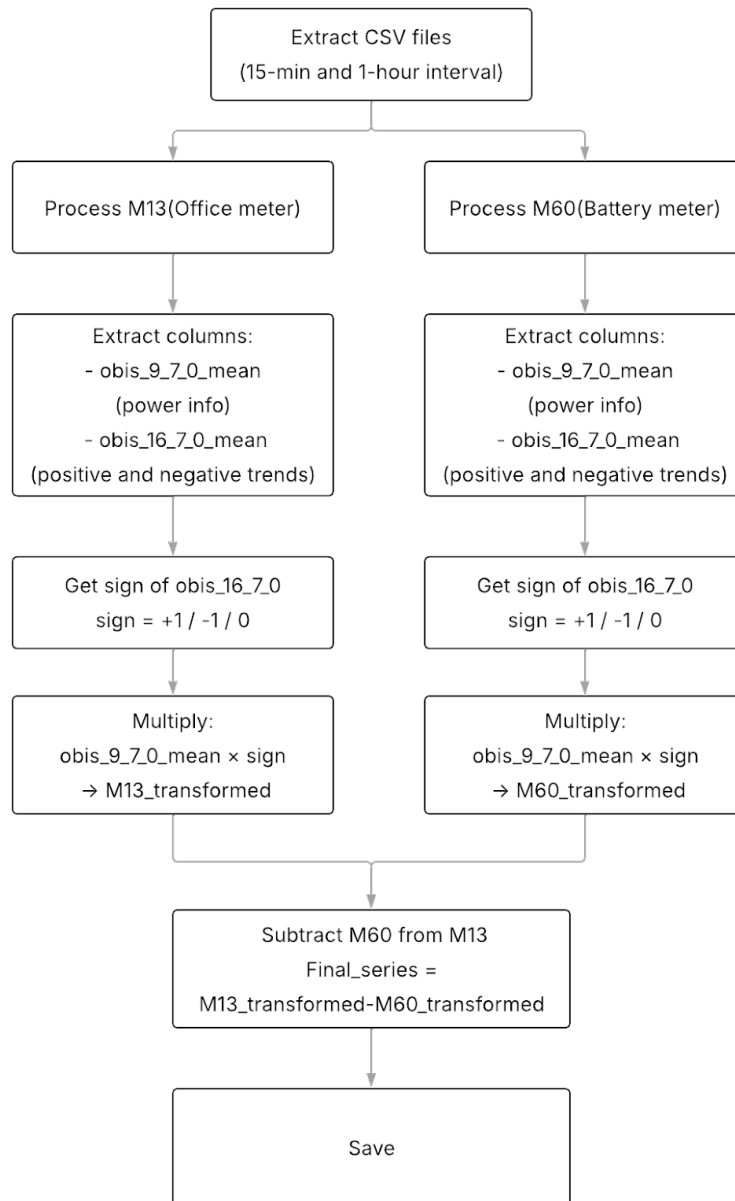 Extract CSV files
(15-min and 1-hour interval)
Process M13(Office meter)
Process M60(Battery meter)
Extract columns:
- obis_9_7_0_mean
(power info)
- obis_16_7_0_mean
(positive and negative trends)
Extract columns:
- obis_9_7_0_mean
(power info)
- obis_16_7_0_mean
(positive and negative trends)
Get sign of obis_16_7_0
sign = +1 / -1 / 0
Get sign of obis_16_7_0
sign = +1 / -1 / 0
Multiply:
obis_9_7_0_mean × sign
→ M13_transformed
Multiply:
obis_9_7_0_mean × sign
→ M60_transformed
Subtract M60 from M13
Final_series =
M13_transformed-M60_transformed
Save